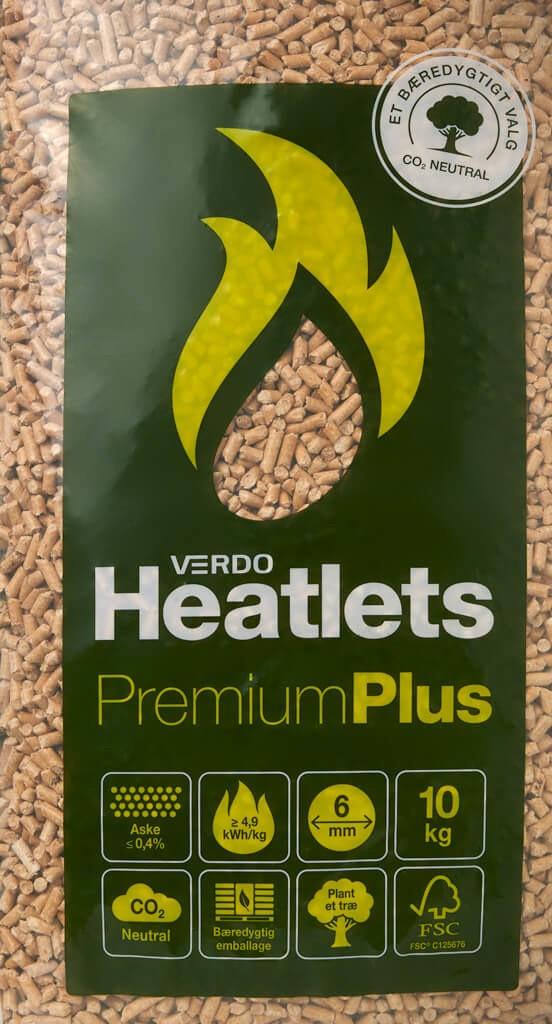 ET BÆREDYGTIGT VALG
CO₂ NEUTRAL
VERDO
Heatlets
PremiumPlus
Aske
≤ 0,4%
≥ 4,9
kWh/kg
6
mm
10
kg
CO₂
Neutral
Bæredygtig
emballage
Plant
et træ
FSC
FSC® C125676